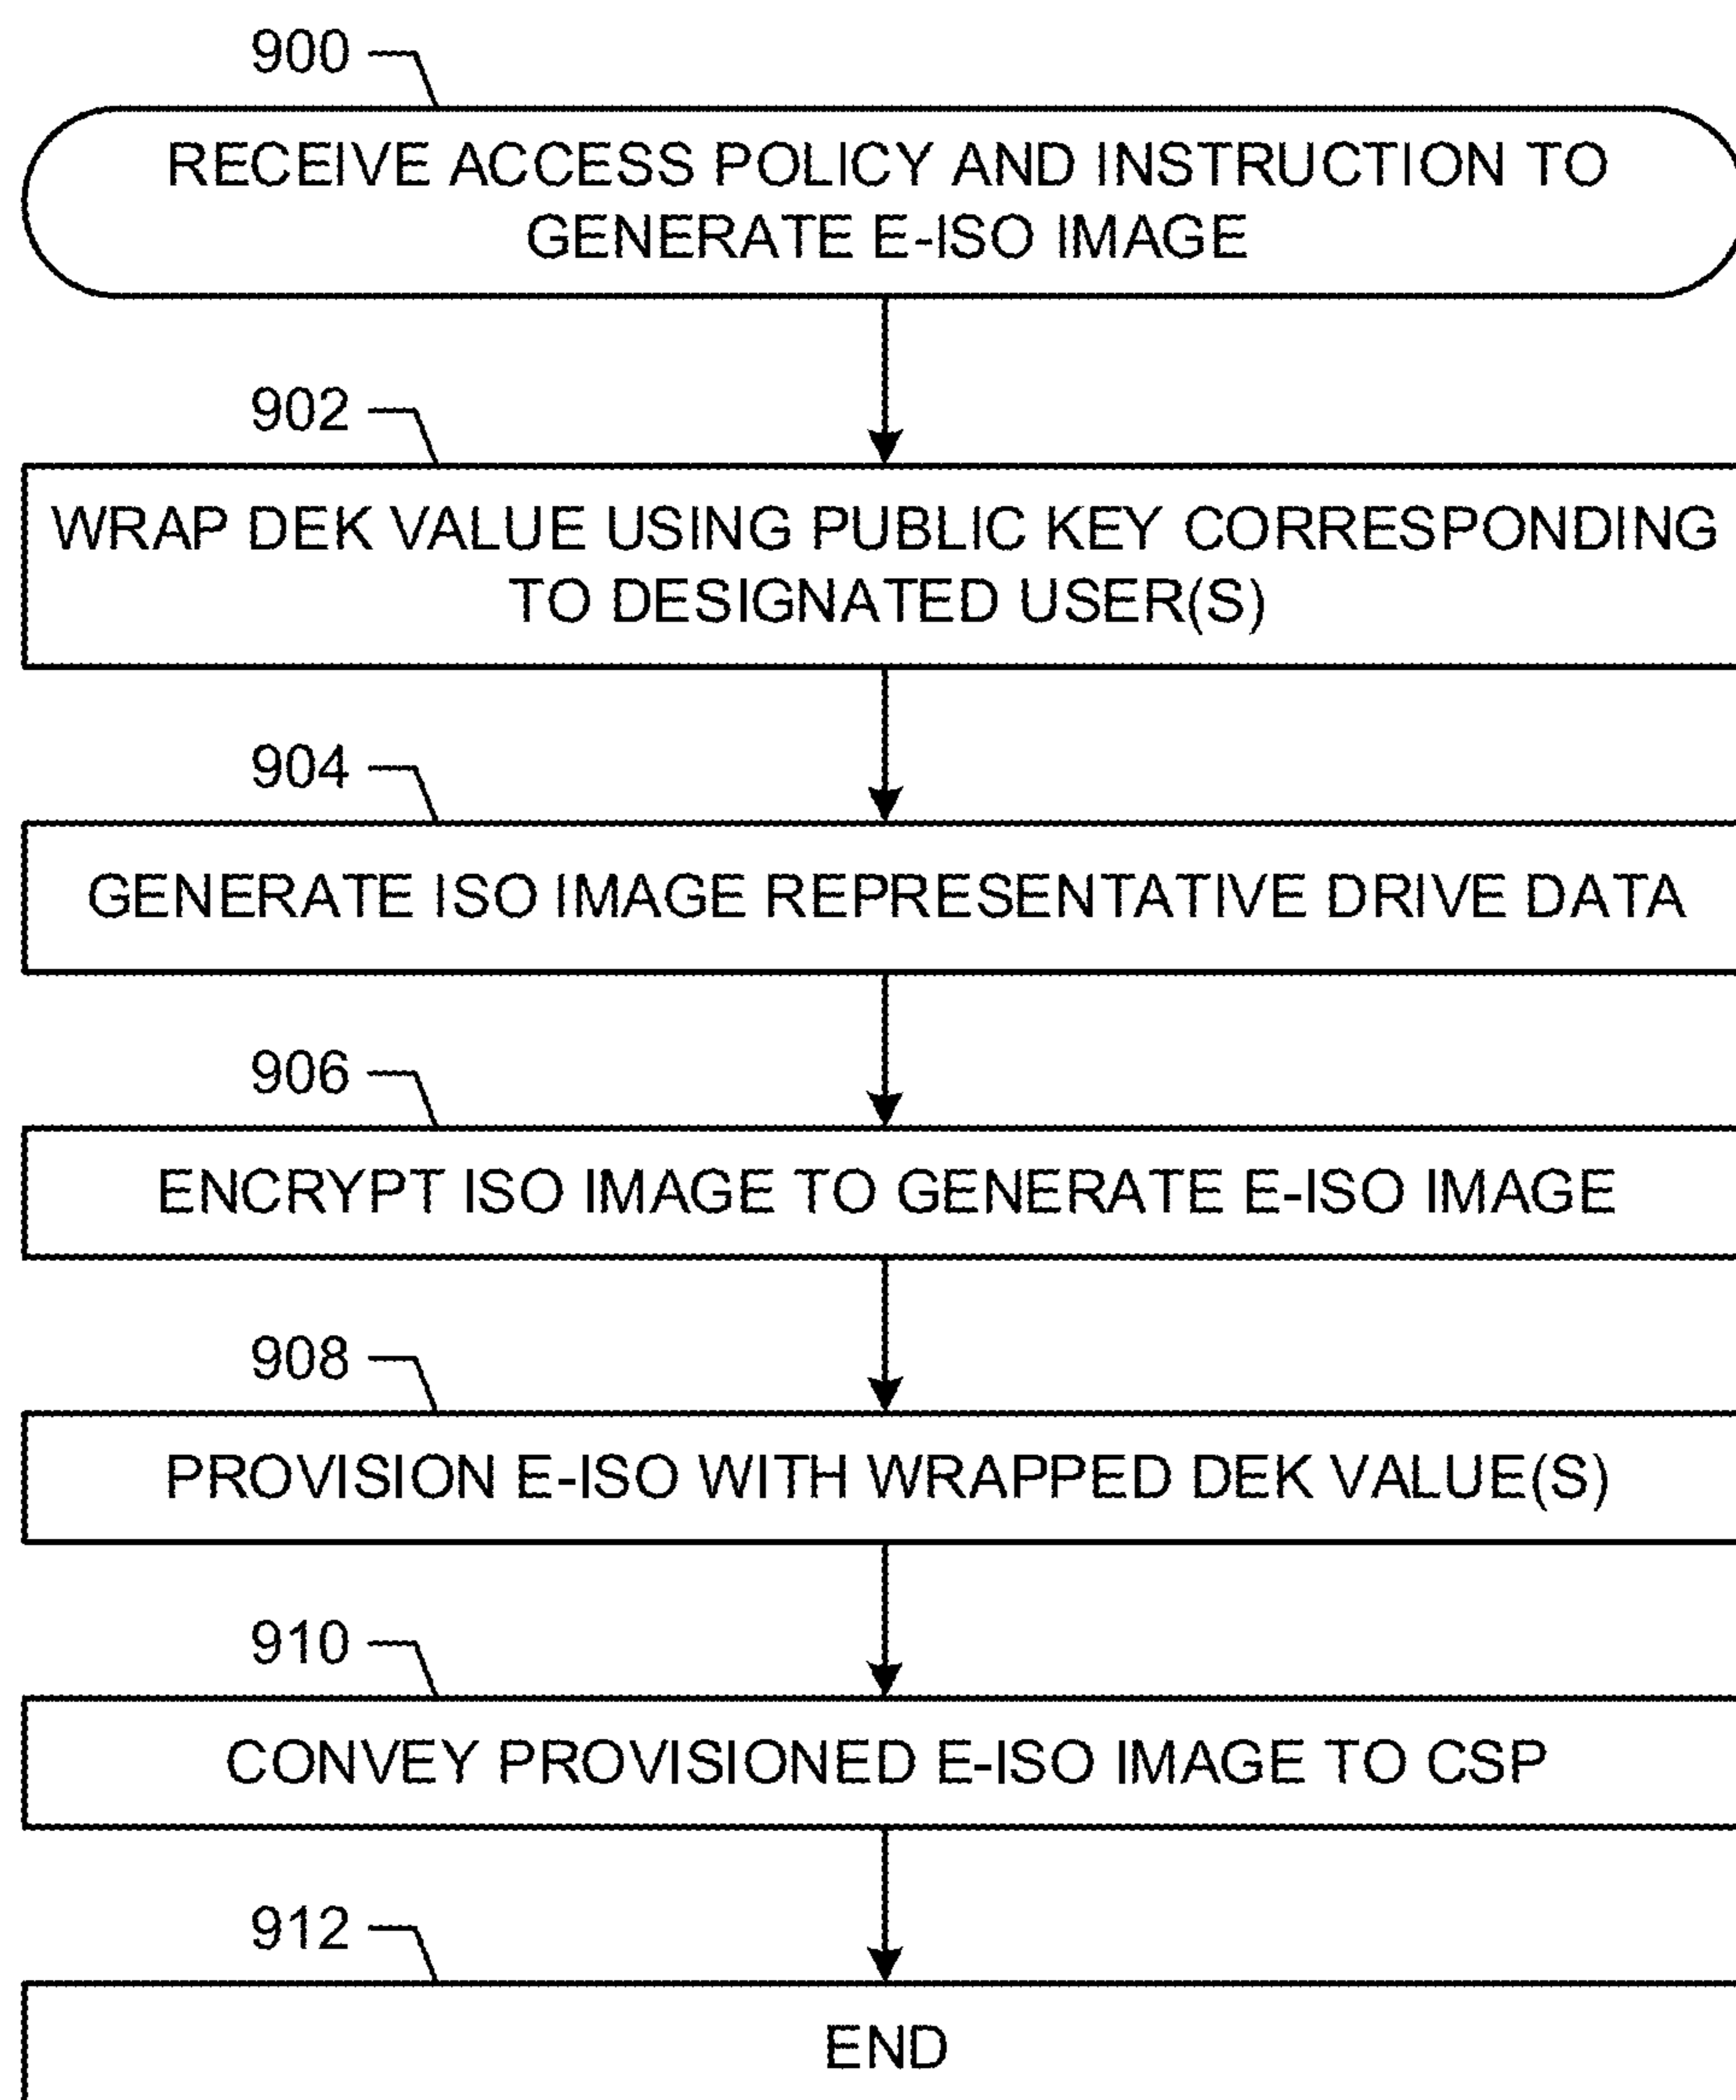 900
RECEIVE ACCESS POLICY AND INSTRUCTION TO
GENERATE E-ISO IMAGE
902
WRAP DEK VALUE USING PUBLIC KEY CORRESPONDING
TO DESIGNATED USER(S)
904
GENERATE ISO IMAGE REPRESENTATIVE DRIVE DATA
906
ENCRYPT ISO IMAGE TO GENERATE E-ISO IMAGE
908
PROVISION E-ISO WITH WRAPPED DEK VALUE(S)
910
CONVEY PROVISIONED E-ISO IMAGE TO CSP
912
END